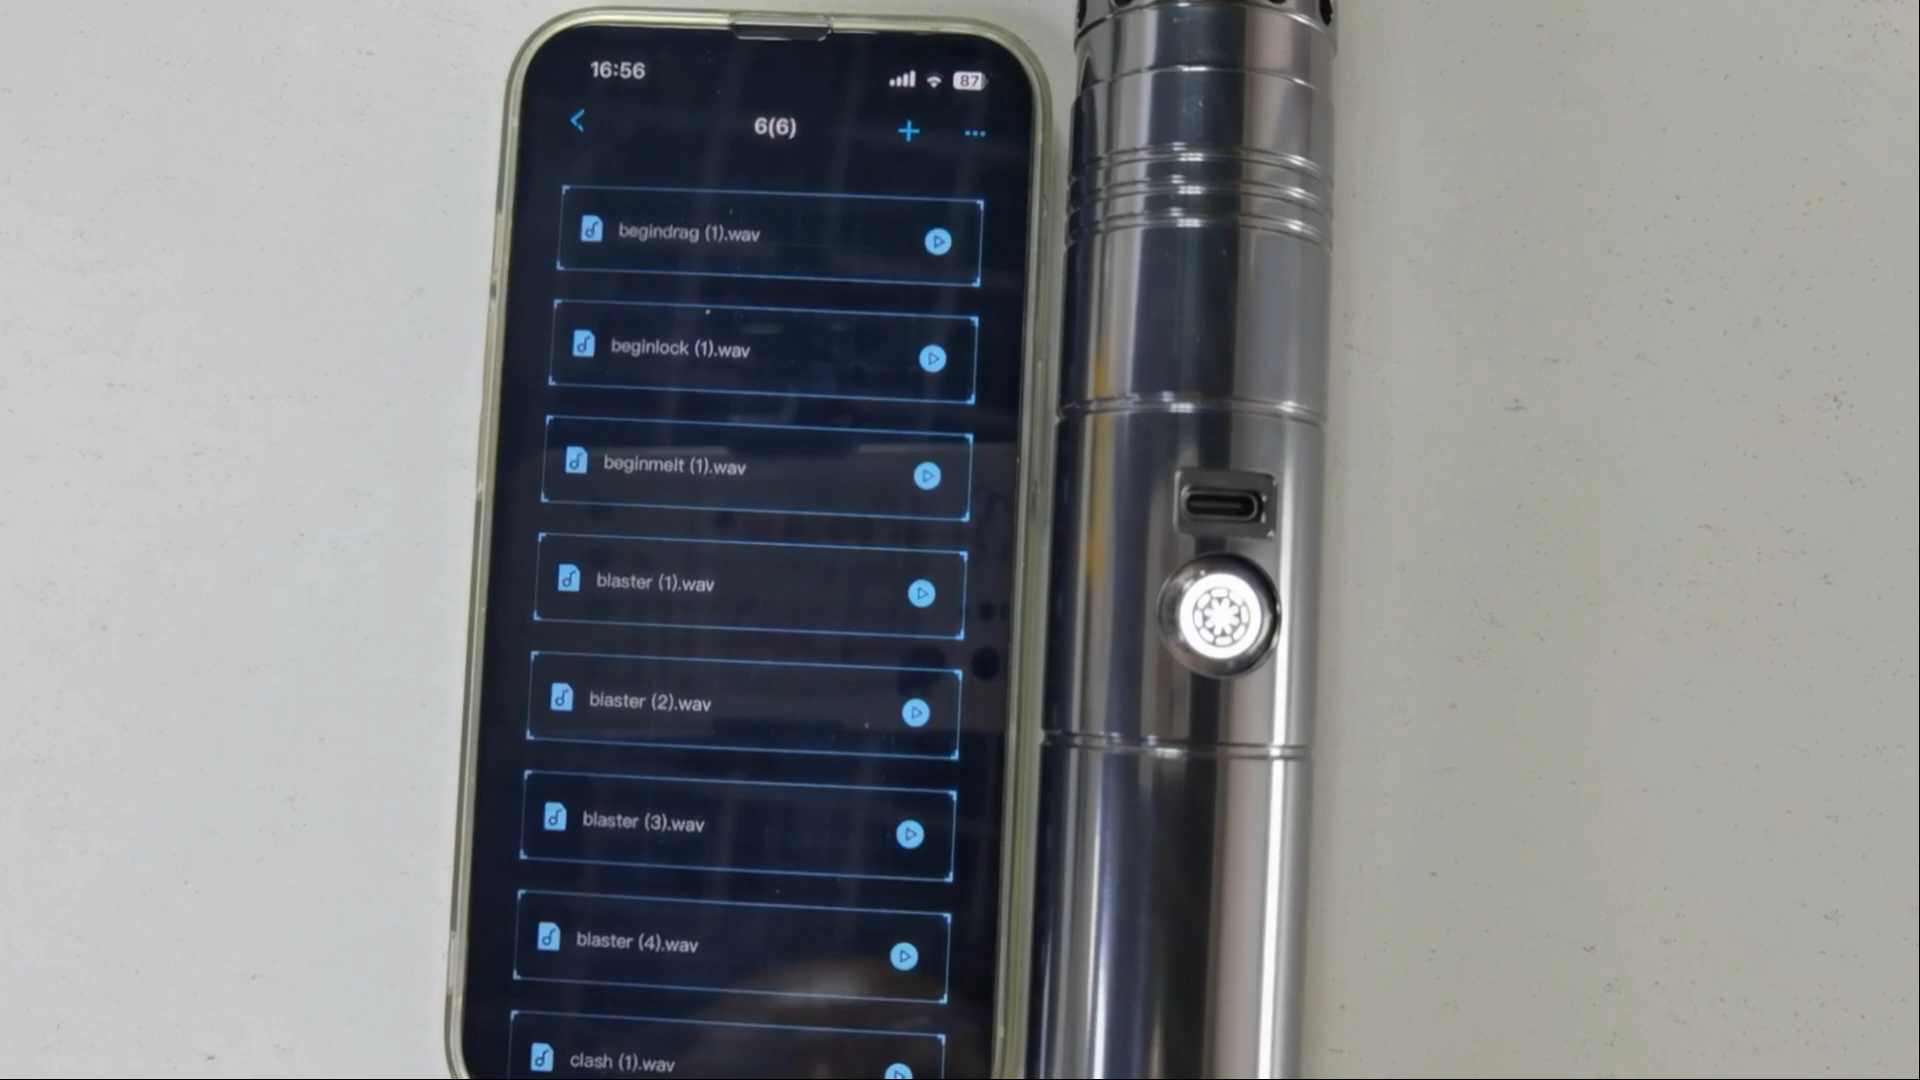 16:56
87
6(6)
begindrag (1).wav
beginlock (1).wav
beginmelt (1).wav
blaster (1).wav
blaster (2).wav
blaster (3).wav
blaster (4).wav
clash (1).wav